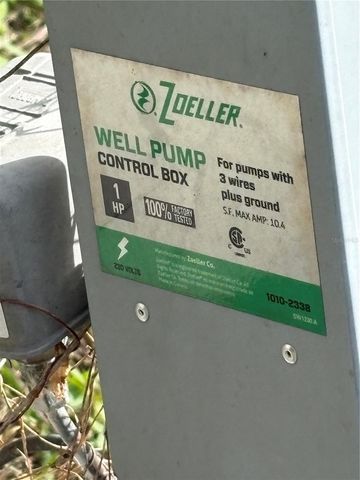 ZOELLER®
WELL PUMP
CONTROL BOX
1
HP
100% FACTORY TESTED
For pumps with
3 wires
plus ground
S.F. MAX AMP: 10.4
C US
230 VOLTS
Manufactured by Zoeller Co.
1010-2338